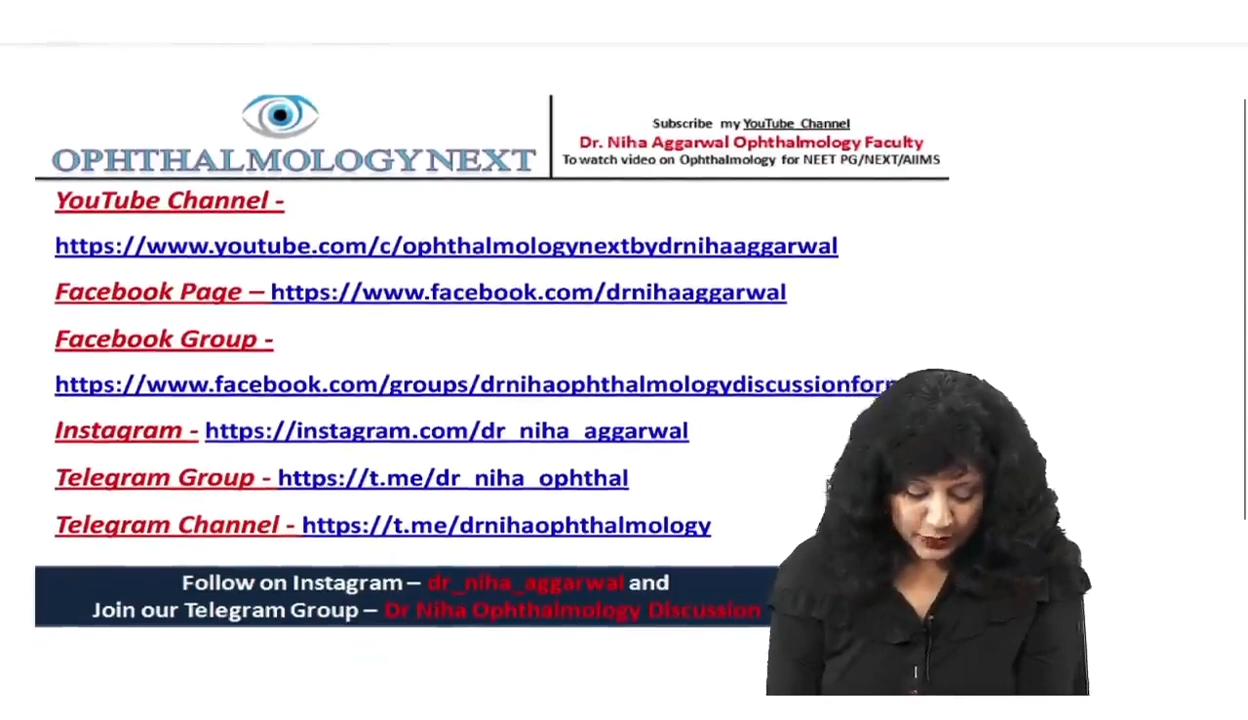 OPHTHALMOLOGYNEXT
Subscribe my YouTube Channel
Dr. Niha Aggarwal Ophthalmology Faculty
To watch video on Ophthalmology for NEET PG/NEXT/AIIMS
YouTube Channel -
https://www.youtube.com/c/ophthalmologynextbydrnihaaggarwal
Facebook Page – https://www.facebook.com/drnihaaggarwal
Facebook Group -
https://www.facebook.com/groups/drnihaophthalmologydiscussionfor
Instagram - https://instagram.com/dr_niha_aggarwal
Telegram Group - https://t.me/dr_niha_ophthal
Telegram Channel - https://t.me/drnihaophthalmology
Follow on Instagram – dr_niha_aggarwal and
Join our Telegram Group – Dr Niha Ophthalmology Discussion